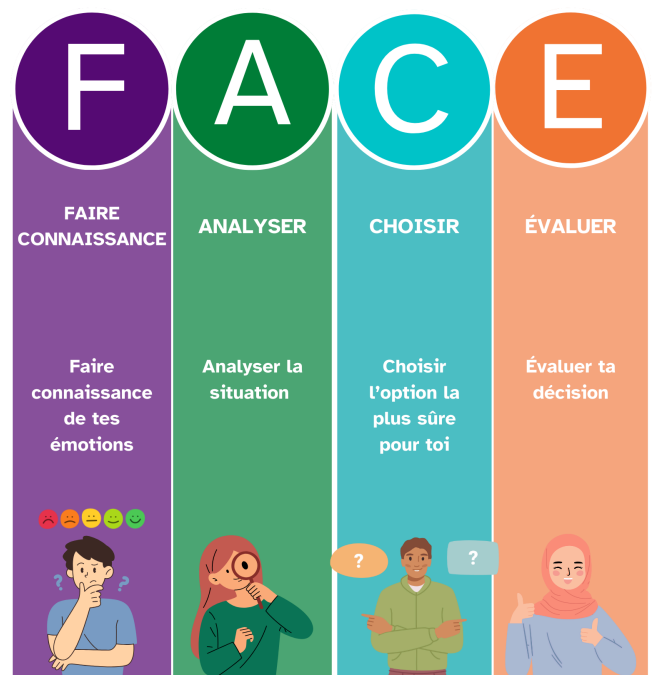 F
FAIRE
CONNAISSANCE
Faire
connaissance
de tes
émotions
?
?
A
ANALYSER
Analyser la
situation
C
CHOISIR
Choisir
l’option la
plus sûre
pour toi
?
?
E
ÉVALUER
Évaluer ta
décision